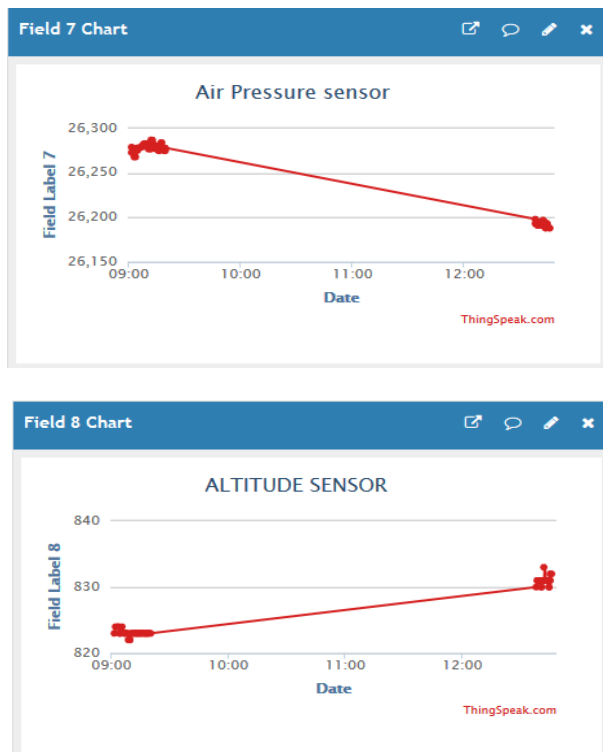 Field 7 Chart
Air Pressure sensor
26,300
26,250
26,200
26,150
Field Label 7
09:00 10:00 11:00 12:00
Date
ThingSpeak.com
Field 8 Chart
ALTITUDE SENSOR
840
830
820
Field Label 8
09:00 10:00 11:00 12:00
Date
ThingSpeak.com